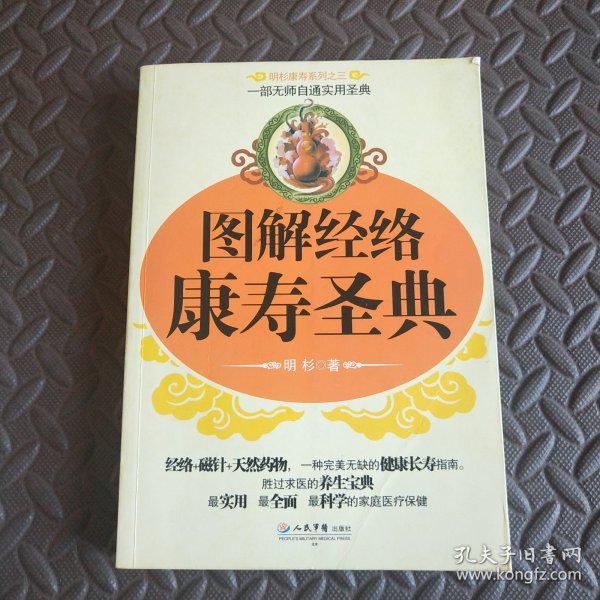 明杉康寿系列之三
一部无师自通实用圣典
图解经络
康寿圣典
明杉◎著
经络+磁针+天然药物，一种完美无缺的健康长寿指南。
胜过求医的养生宝典
最实用 最全面 最科学的家庭医疗保健
人民军医出版社
PEOPLE'S MILITARY MEDICAL PRESS
北京
孔夫子旧书网
www.kongfz.com